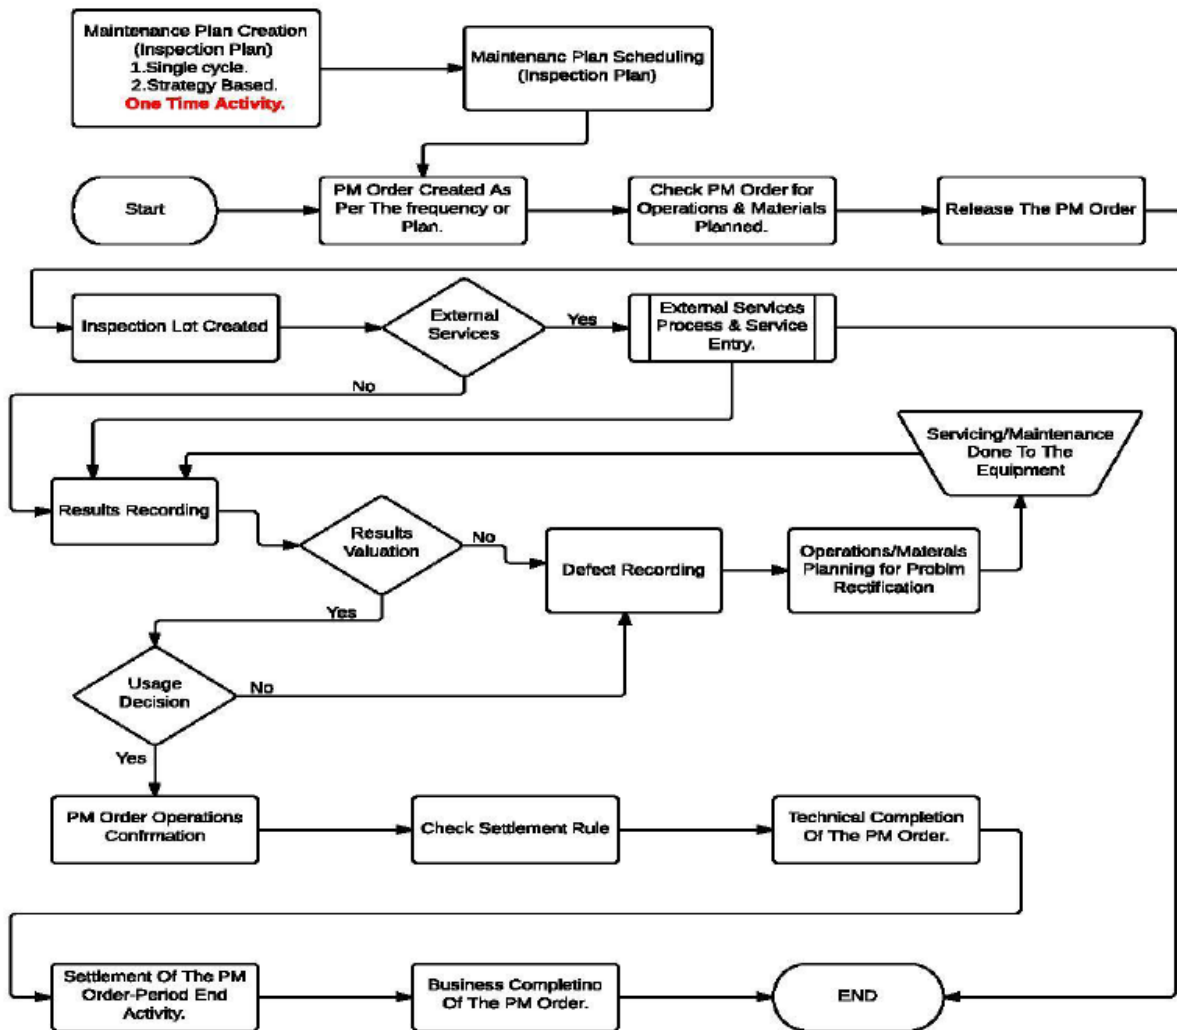 Maintenance Plan Creation
(Inspection Plan)
1.Single cycle.
2.Strategy Based.
One Time Activity.
Maintenanc Plan Scheduling
(Inspection Plan)
Start
PM Order Created As
Per The frequency or
Plan.
Check PM Order for
Operations & Materials
Planned.
Release The PM Order
Inspection Lot Created
External
Services
Yes
External Services
Process & Service
Entry.
No
Servicing/Maintenance
Done To The
Equipment
Results Recording
Results
Valuation
No
Defect Recording
Operations/Materals
Planning for Problm
Rectification
Yes
Usage
Decision
No
Yes
PM Order Operations
Confrmation
Check Settlement Rule
Technical Completion
Of The PM Order.
Settlement Of The PM
Order-Period End
Activity.
Business Completino
Of The PM Order.
END